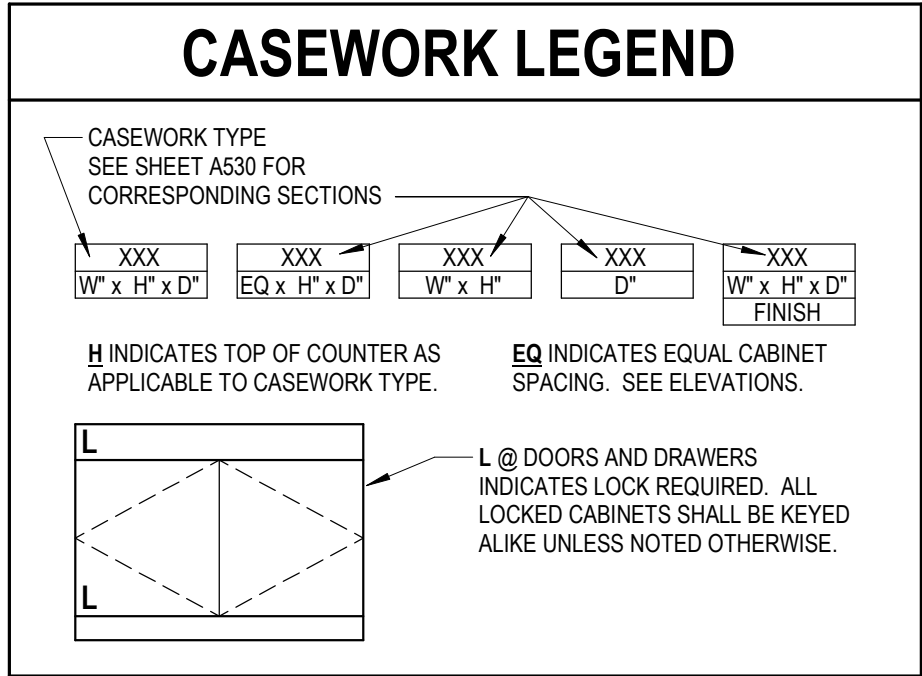 CASEWORK LEGEND
CASEWORK TYPE
SEE SHEET A530 FOR
CORRESPONDING SECTIONS
XXX
W" x H" x D"
XXX
EQ x H" x D"
XXX
W" x H"
XXX
D"
XXX
W" x H" x D"
FINISH
H INDICATES TOP OF COUNTER AS
APPLICABLE TO CASEWORK TYPE.
EQ INDICATES EQUAL CABINET
SPACING. SEE ELEVATIONS.
L
L
L @ DOORS AND DRAWERS
INDICATES LOCK REQUIRED. ALL
LOCKED CABINETS SHALL BE KEYED
ALIKE UNLESS NOTED OTHERWISE.